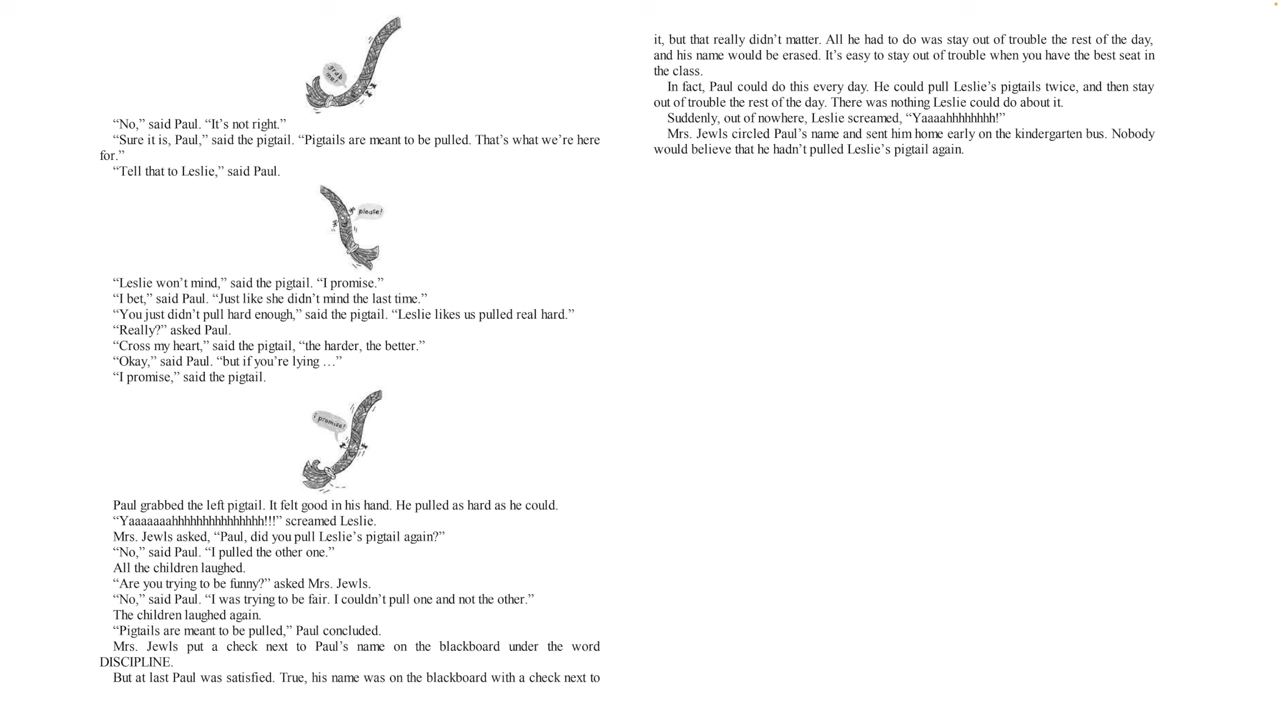 grab me!
“No,” said Paul. “It’s not right.”
“Sure it is, Paul,” said the pigtail. “Pigtails are meant to be pulled. That’s what we’re here
for.”
“Tell that to Leslie,” said Paul.
please!
“Leslie won’t mind,” said the pigtail. “I promise.”
“I bet,” said Paul. “Just like she didn’t mind the last time.”
“You just didn’t pull hard enough,” said the pigtail. “Leslie likes us pulled real hard.”
“Really?” asked Paul.
“Cross my heart,” said the pigtail, “the harder, the better.”
“Okay,” said Paul. “but if you’re lying …”
“I promise,” said the pigtail.
I promise!
Paul grabbed the left pigtail. It felt good in his hand. He pulled as hard as he could.
“Yaaaaaaahhhhhhhhhhhhhhh!!!” screamed Leslie.
Mrs. Jewls asked, “Paul, did you pull Leslie’s pigtail again?”
“No,” said Paul. “I pulled the other one.”
All the children laughed.
“Are you trying to be funny?” asked Mrs. Jewls.
“No,” said Paul. “I was trying to be fair. I couldn’t pull one and not the other.”
The children laughed again.
“Pigtails are meant to be pulled,” Paul concluded.
Mrs. Jewls put a check next to Paul’s name on the blackboard under the word
DISCIPLINE.
But at last Paul was satisfied. True, his name was on the blackboard with a check next to
it, but that really didn’t matter. All he had to do was stay out of trouble the rest of the day,
and his name would be erased. It’s easy to stay out of trouble when you have the best seat in
the class.
In fact, Paul could do this every day. He could pull Leslie’s pigtails twice, and then stay
out of trouble the rest of the day. There was nothing Leslie could do about it.
Suddenly, out of nowhere, Leslie screamed, “Yaaaahhhhhhhh!”
Mrs. Jewls circled Paul’s name and sent him home early on the kindergarten bus. Nobody
would believe that he hadn’t pulled Leslie’s pigtail again.